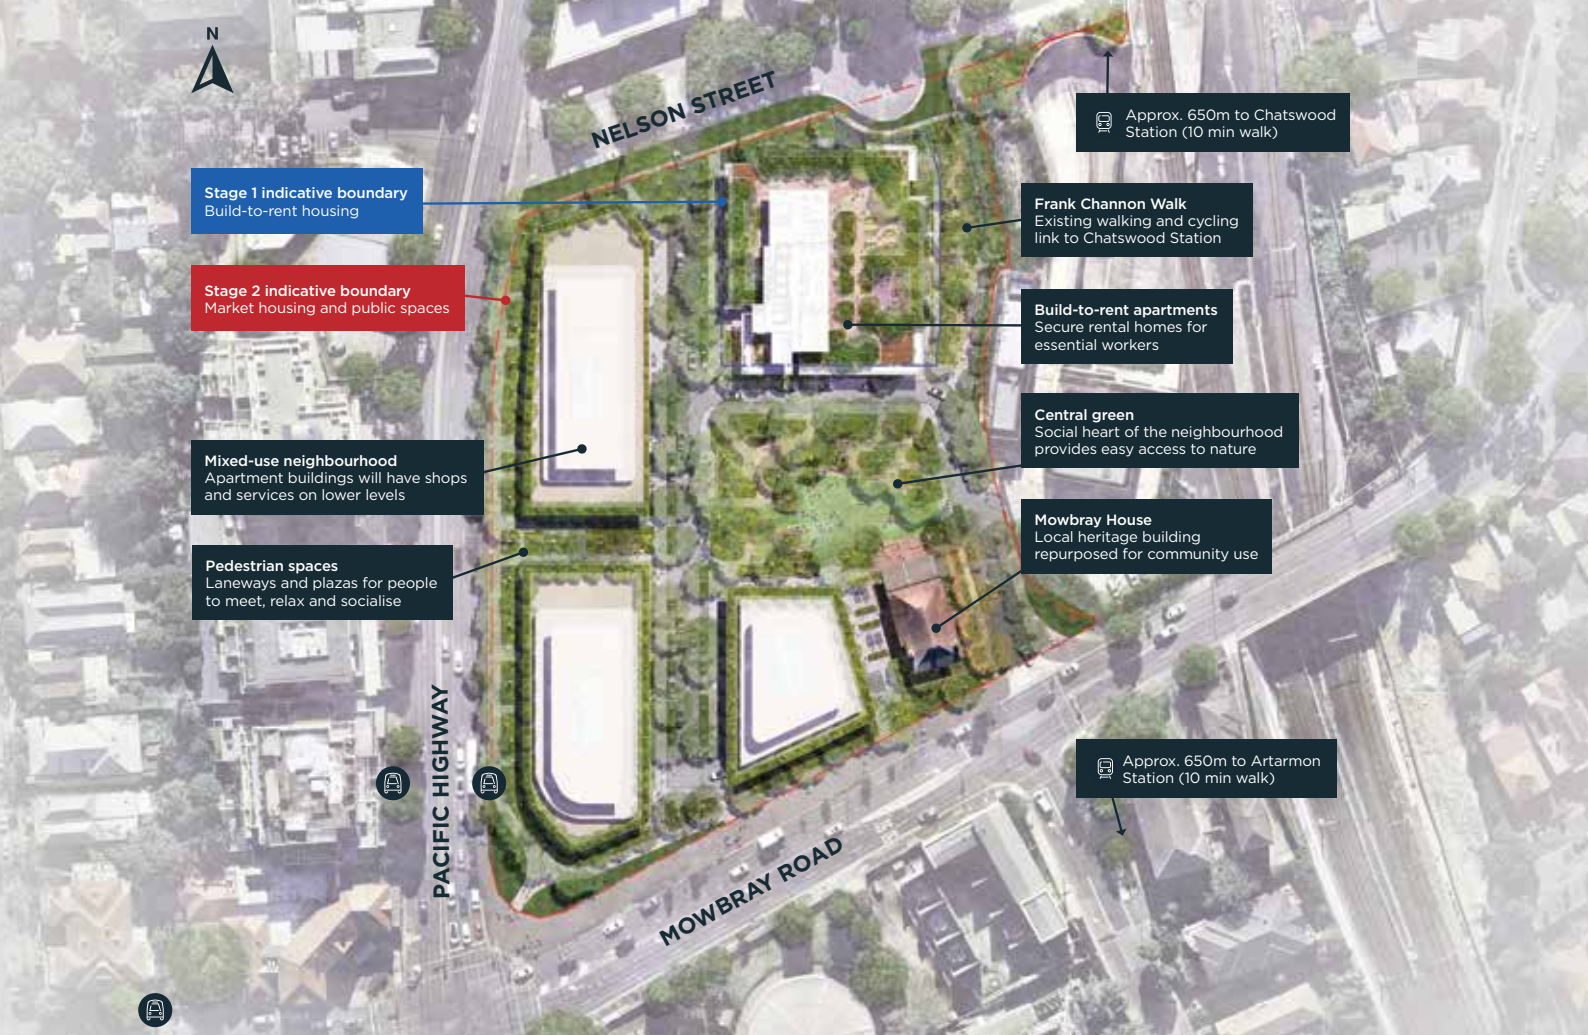 N
NELSON STREET
Approx. 650m to Chatswood
Station (10 min walk)
Stage 1 indicative boundary
Build-to-rent housing
Frank Channon Walk
Existing walking and cycling
link to Chatswood Station
Stage 2 indicative boundary
Market housing and public spaces
Build-to-rent apartments
Secure rental homes for
essential workers
Central green
Social heart of the neighbourhood
provides easy access to nature
Mixed-use neighbourhood
Apartment buildings will have shops
and services on lower levels
Mowbray House
Local heritage building
repurposed for community use
Pedestrian spaces
Laneways and plazas for people
to meet, relax and socialise
PACIFIC HIGHWAY
Approx. 650m to Artarmon
Station (10 min walk)
MOWBRAY ROAD